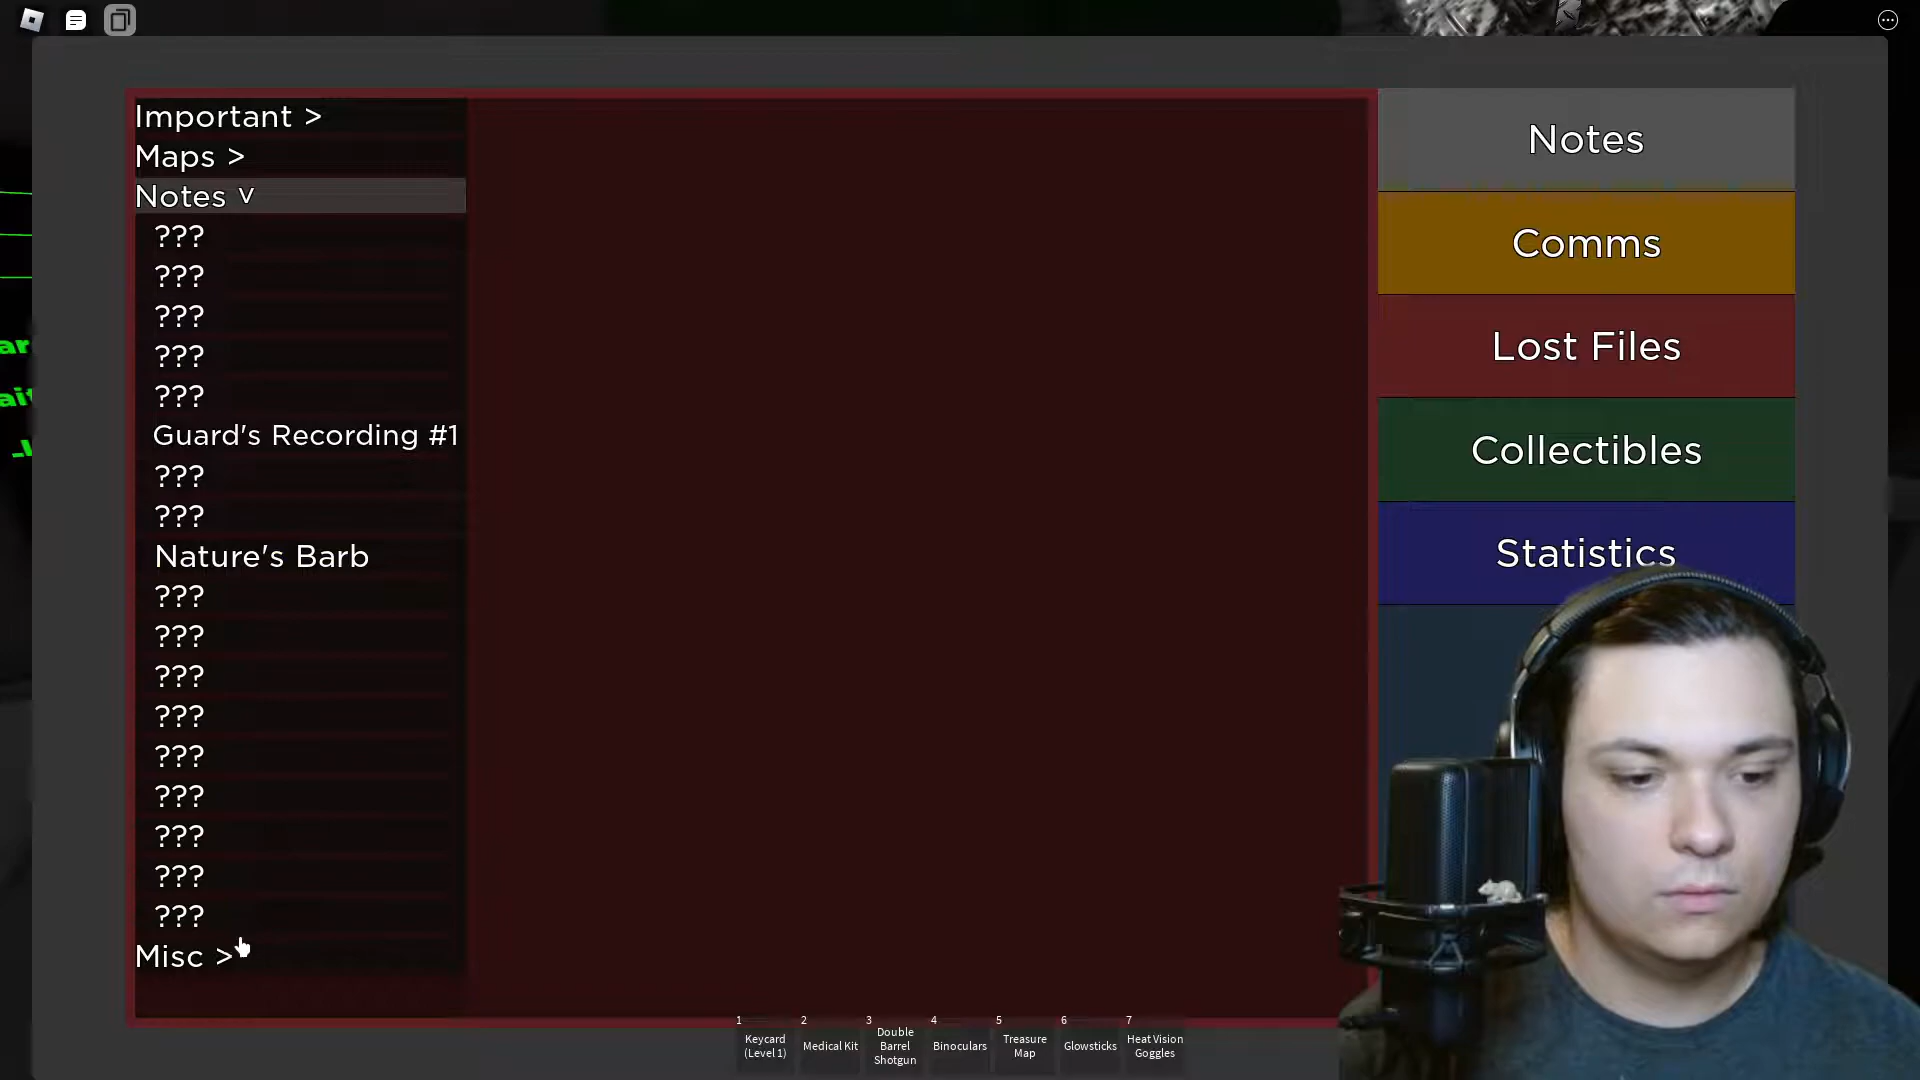 Important >
Maps >
Notes v
???
???
???
???
???
Guard's Recording #1
???
???
Nature's Barb
???
???
???
???
???
???
???
???
???
Misc >
Notes
Comms
Lost Files
Collectibles
Statistics
ar
1
Keycard
(Level 1)
2
Medical Kit
3
Double
Barrel
Shotgun
4
Binoculars
5
Treasure
Map
6
Glowsticks
7
Heat Vision
Goggles